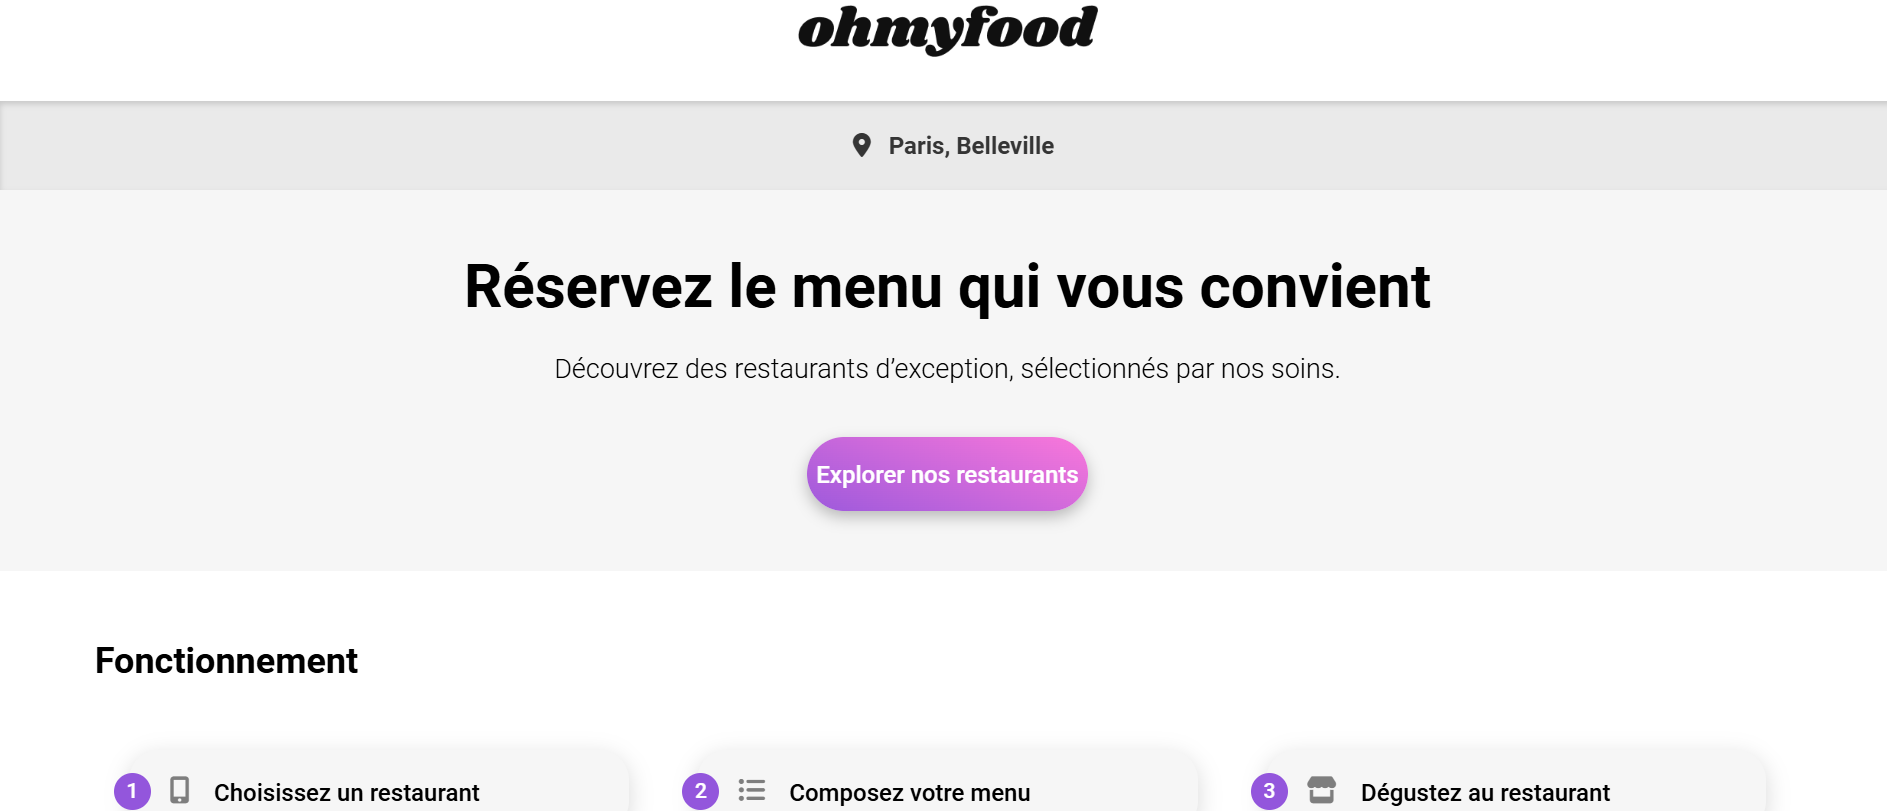 ohmyfood
Paris, Belleville
Réservez le menu qui vous convient
Découvrez des restaurants d’exception, sélectionnés par nos soins.
Explorer nos restaurants
Fonctionnement
1 Choisissez un restaurant
2 Composez votre menu
3 Dégustez au restaurant